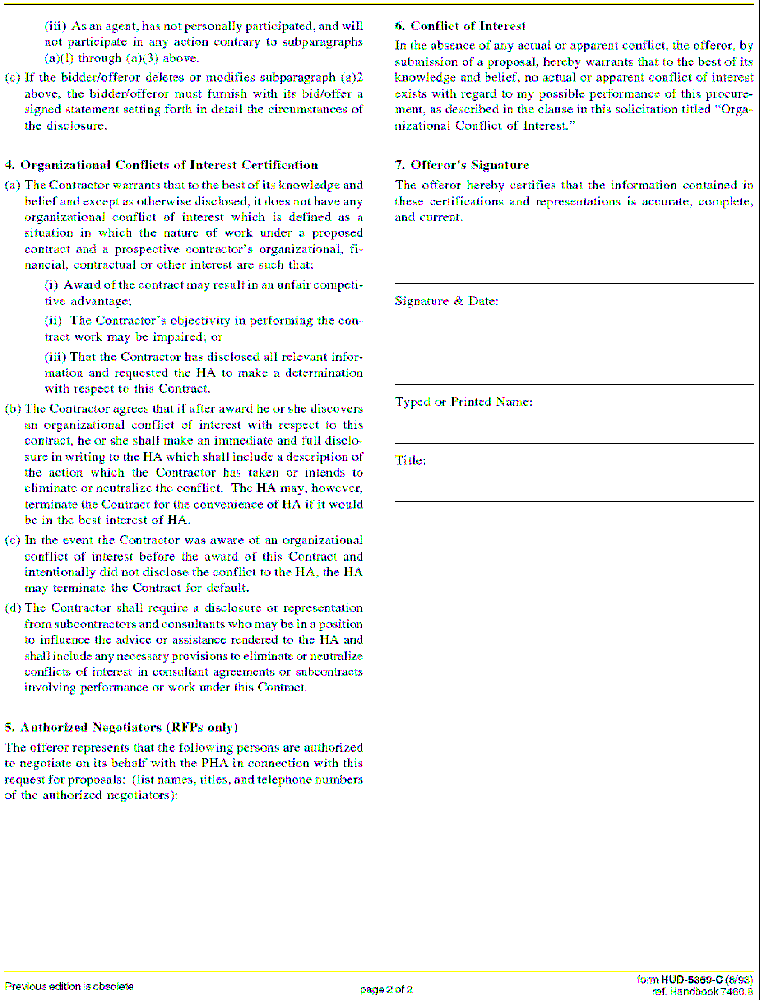 (iii) As an agent, has not personally participated, and will
not participate in any action contrary to subparagraphs
(a)(l) through (a)(3) above.
(c) If the bidder/offeror deletes or modifies subparagraph (a)2
above, the bidder/offeror must furnish with its bid/offer a
signed statement setting forth in detail the circumstances of
the disclosure.
4. Organizational Conflicts of Interest Certification
(a) The Contractor warrants that to the best of its knowledge and
belief and except as otherwise disclosed, it does not have any
organizational conflict of interest which is defined as a
situation in which the nature of work under a proposed
contract and a prospective contractor's organizational, fi-
nancial, contractual or other interest are such that:
(i) Award of the contract may result in an unfair competi-
tive advantage;
(ii) The Contractor's objectivity in performing the con-
tract work may be impaired; or
(iii) That the Contractor has disclosed all relevant infor-
mation and requested the HA to make a determination
with respect to this Contract.
(b) The Contractor agrees that if after award he or she discovers
an organizational conflict of interest with respect to this
contract, he or she shall make an immediate and full disclo-
sure in writing to the HA which shall include a description of
the action which the Contractor has taken or intends to
eliminate or neutralize the conflict. The HA may, however,
terminate the Contract for the convenience of HA if it would
be in the best interest of HA.
(c) In the event the Contractor was aware of an organizational
conflict of interest before the award of this Contract and
intentionally did not disclose the conflict to the HA, the HA
may terminate the Contract for default.
(d) The Contractor shall require a disclosure or representation
from subcontractors and consultants who may be in a position
to influence the advice or assistance rendered to the HA and
shall include any necessary provisions to eliminate or neutralize
conflicts of interest in consultant agreements or subcontracts
involving performance or work under this Contract.
5. Authorized Negotiators (RFPs only)
The offeror represents that the following persons are authorized
to negotiate on its behalf with the PHA in connection with this
request for proposals: (list names, titles, and telephone numbers
of the authorized negotiators):
6. Conflict of Interest
In the absence of any actual or apparent conflict, the offeror, by
submission of a proposal, hereby warrants that to the best of its
knowledge and belief, no actual or apparent conflict of interest
exists with regard to my possible performance of this procure-
ment, as described in the clause in this solicitation titled "Orga-
nizational Conflict of Interest."
7. Offeror's Signature
The offeror hereby certifies that the information contained in
these certifications and representations is accurate, complete,
and current.
Signature & Date:
Typed or Printed Name:
Title:
Previous edition is obsolete
page 2 of 2
form HUD-5369-C (8/93)
ref. Handbook 7460.8